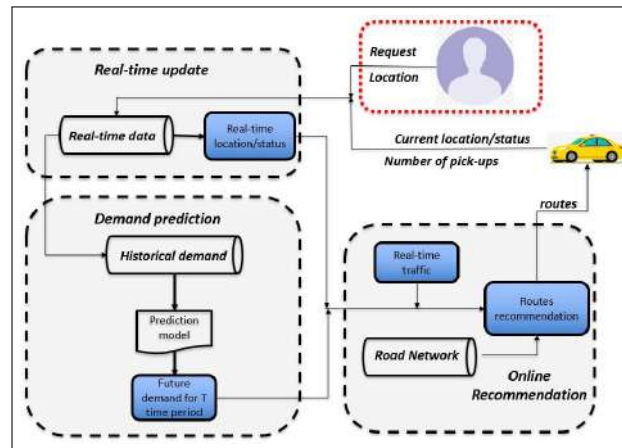 Request
Location
Real-time update
Real-time data
Real-time
location/status
Current location/status
Number of pick-ups
routes
Demand prediction
Historical demand
Prediction
model
Future
demand for T
time period
Real-time
traffic
Routes
recommendation
Road Network
Online
Recommendation